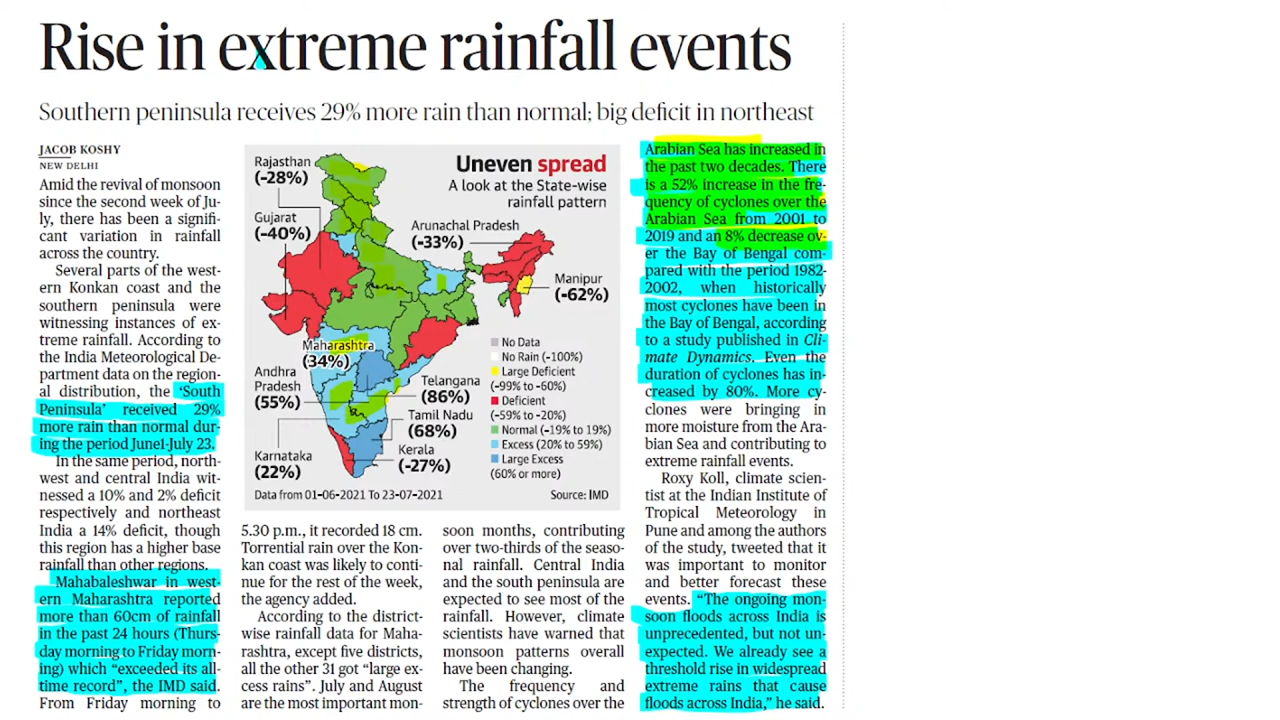 Rise in extreme rainfall events
Southern peninsula receives 29% more rain than normal; big deficit in northeast
JACOB KOSHY
NEW DELHI
Amid the revival of monsoon
since the second week of Ju-
ly, there has been a signifi-
cant variation in rainfall
across the country.
Several parts of the west-
ern Konkan coast and the
southern peninsula were
witnessing instances of ex-
treme rainfall. According to
the India Meteorological De-
partment data on the region-
al distribution, the ‘South
Peninsula’ received 29%
more rain than normal dur-
ing the period June1-July 23.
In the same period, north-
west and central India wit-
nessed a 10% and 2% deficit
respectively and northeast
India a 14% deficit, though
this region has a higher base
rainfall than other regions.
Mahabaleshwar in west-
ern Maharashtra reported
more than 60cm of rainfall
in the past 24 hours (Thurs-
day morning to Friday morn-
ing) which “exceeded its all-
time record”, the IMD said.
From Friday morning to
Uneven spread
A look at the State-wise
rainfall pattern
Rajasthan
(-28%)
Gujarat
(-40%)
Arunachal Pradesh
(-33%)
Manipur
(-62%)
Maharashtra
(34%)
Andhra
Pradesh
(55%)
Telangana
(86%)
Tamil Nadu
(68%)
Karnataka
(22%)
Kerala
(-27%)
No Data
No Rain (-100%)
Large Deficient
(-99% to -60%)
Deficient
(-59% to -20%)
Normal (-19% to 19%)
Excess (20% to 59%)
Large Excess
(60% or more)
Data from 01-06-2021 To 23-07-2021
Source: IMD
5.30 p.m., it recorded 18 cm.
Torrential rain over the Kon-
kan coast was likely to conti-
nue for the rest of the week,
the agency added.
According to the district-
wise rainfall data for Maha-
rashtra, except five districts,
all the other 31 got “large ex-
cess rains”. July and August
are the most important mon-
soon months, contributing
over two-thirds of the seaso-
nal rainfall. Central India
and the south peninsula are
expected to see most of the
rainfall. However, climate
scientists have warned that
monsoon patterns overall
have been changing.
The frequency and
strength of cyclones over the
Arabian Sea has increased in
the past two decades. There
is a 52% increase in the fre-
quency of cyclones over the
Arabian Sea from 2001 to
2019 and an 8% decrease ov-
er the Bay of Bengal com-
pared with the period 1982-
2002, when historically
most cyclones have been in
the Bay of Bengal, according
to a study published in Cli-
mate Dynamics. Even the
duration of cyclones has in-
creased by 80%. More cy-
clones were bringing in
more moisture from the Ara-
bian Sea and contributing to
extreme rainfall events.
Roxy Koll, climate scien-
tist at the Indian Institute of
Tropical Meteorology in
Pune and among the authors
of the study, tweeted that it
was important to monitor
and better forecast these
events. “The ongoing mon-
soon floods across India is
unprecedented, but not un-
expected. We already see a
threshold rise in widespread
extreme rains that cause
floods across India,” he said.